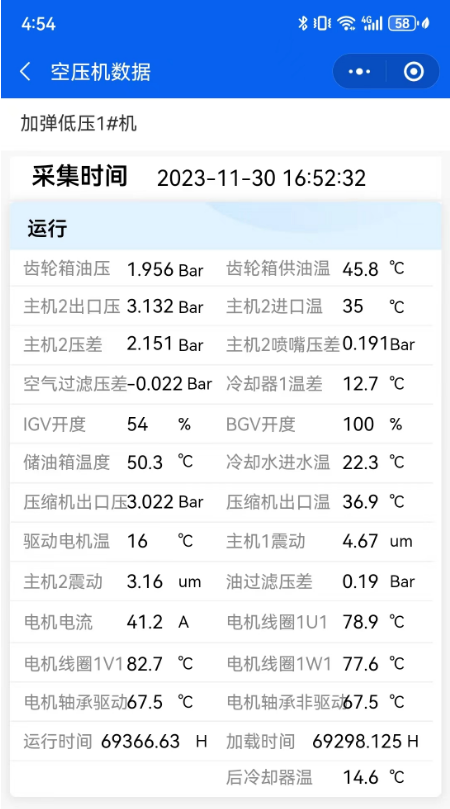 4:54 4G 58
空压机数据
加弹低压1#机
采集时间 2023-11-30 16:52:32
运行
齿轮箱油压 1.956 Bar 齿轮箱供油温 45.8 ℃
主机2出口压 3.132 Bar 主机2进口温 35 ℃
主机2压差 2.151 Bar 主机2喷嘴压差 0.191 Bar
空气过滤压差 -0.022 Bar 冷却器1温差 12.7 ℃
IGV开度 54 % BGV开度 100 %
储油箱温度 50.3 ℃ 冷却水进水温 22.3 ℃
压缩机出口压 3.022 Bar 压缩机出口温 36.9 ℃
驱动电机温 16 ℃ 主机1震动 4.67 um
主机2震动 3.16 um 油过滤压差 0.19 Bar
电机电流 41.2 A 电机线圈1U1 78.9 ℃
电机线圈1V1 82.7 ℃ 电机线圈1W1 77.6 ℃
电机轴承驱动 67.5 ℃ 电机轴承非驱动 67.5 ℃
运行时间 69366.63 H 加载时间 69298.125 H
后冷却器温 14.6 ℃